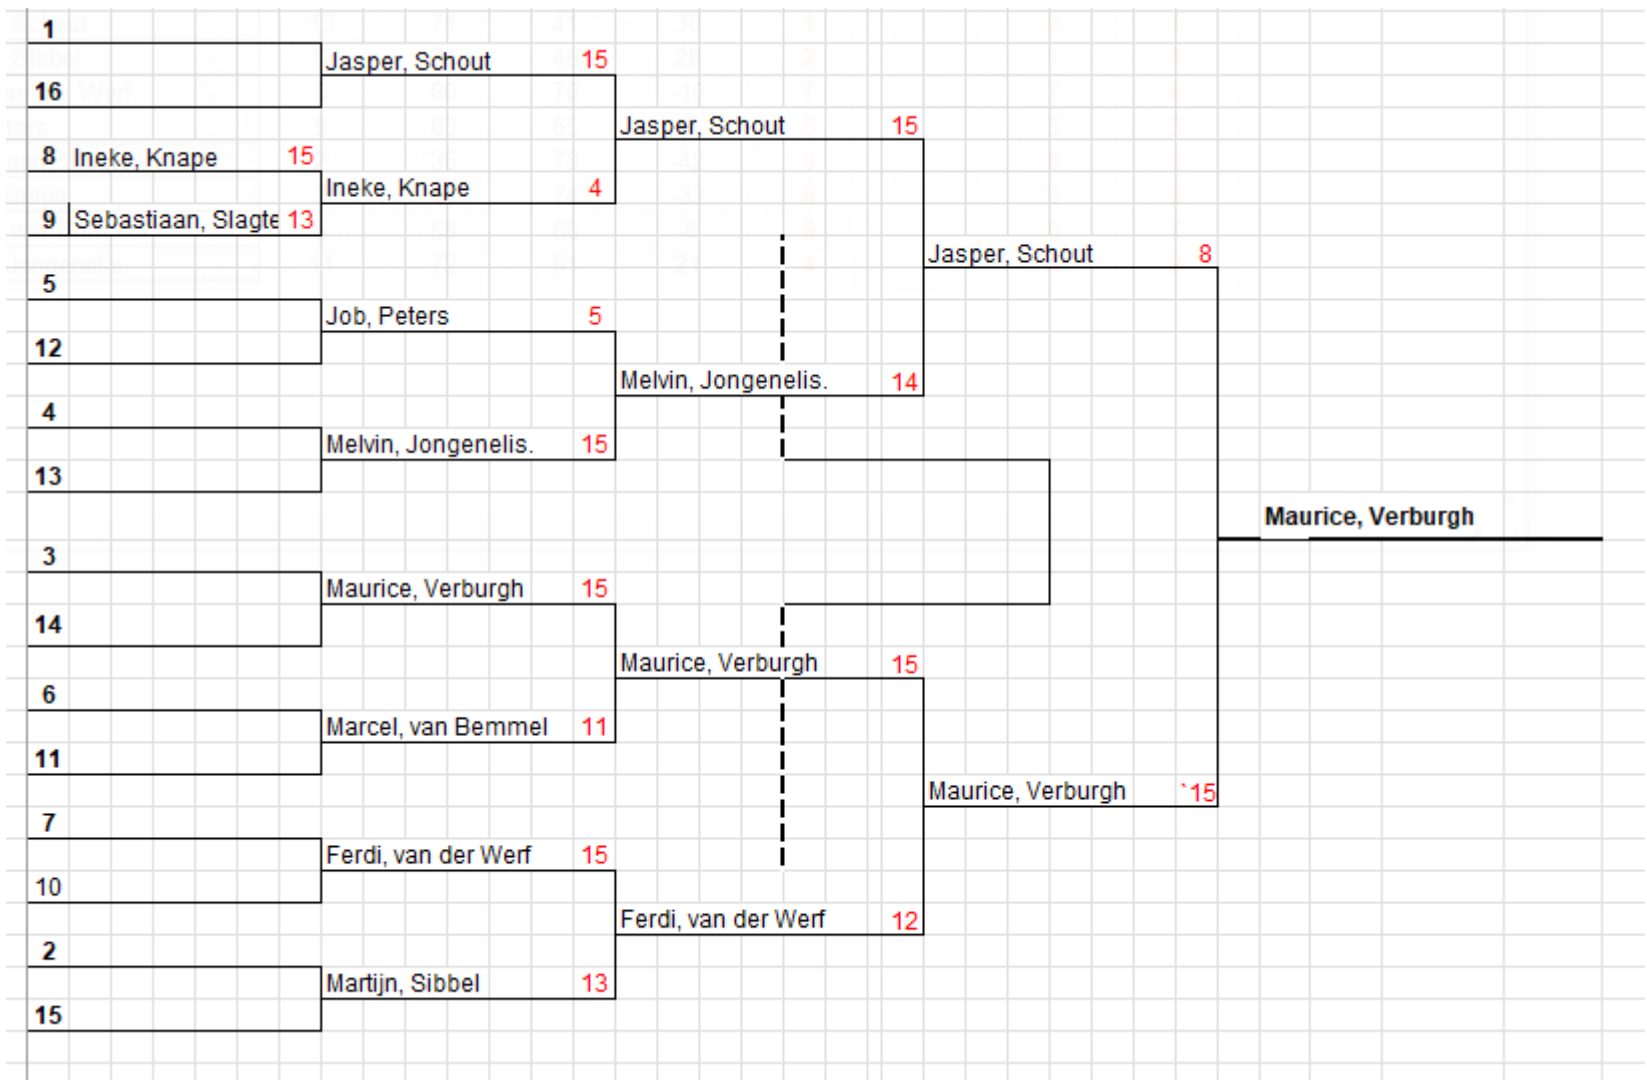 1
Jasper, Schout 15
16
Jasper, Schout 15
8 Ineke, Knape 15
Ineke, Knape 4
9 Sebastiaan, Slagte 13
Jasper, Schout 8
5
Job, Peters 5
12
Melvin, Jongenelis. 14
4
Melvin, Jongenelis. 15
13
Maurice, Verburgh
3
Maurice, Verburgh 15
14
Maurice, Verburgh 15
6
Marcel, van Bemmel 11
11
Maurice, Verburgh `15
7
Ferdi, van der Werf 15
10
Ferdi, van der Werf 12
2
Martijn, Sibbel 13
15